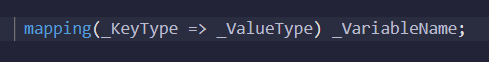 mapping(_KeyType => _ValueType) _VariableName;